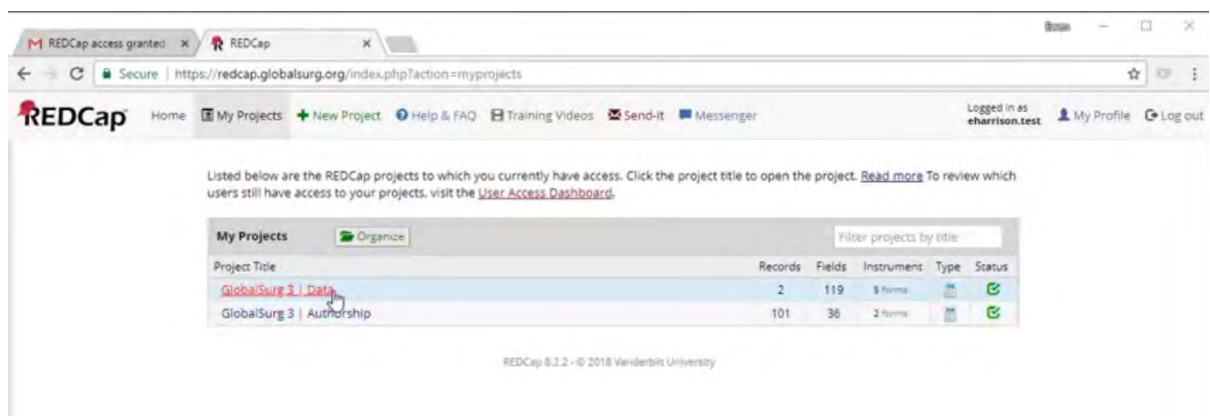 REDCap access granted
REDCap
Secure | https://redcap.globalsurg.org/index.php?action=myprojects
REDCap Home My Projects New Project Help & FAQ Training Videos Send-It Messenger Logged in as eharrison.test My Profile Log out
Listed below are the REDCap projects to which you currently have access. Click the project title to open the project. Read more To review which
users still have access to your projects, visit the User Access Dashboard.
My Projects Organize Filter projects by title
Project Title Records Fields Instrument Type Status
GlobalSurg 3 | Data 2 119 5 forms
GlobalSurg 3 | Authorship 101 36 2 forms
REDCap 8.2.2 - © 2018 Vanderbilt University